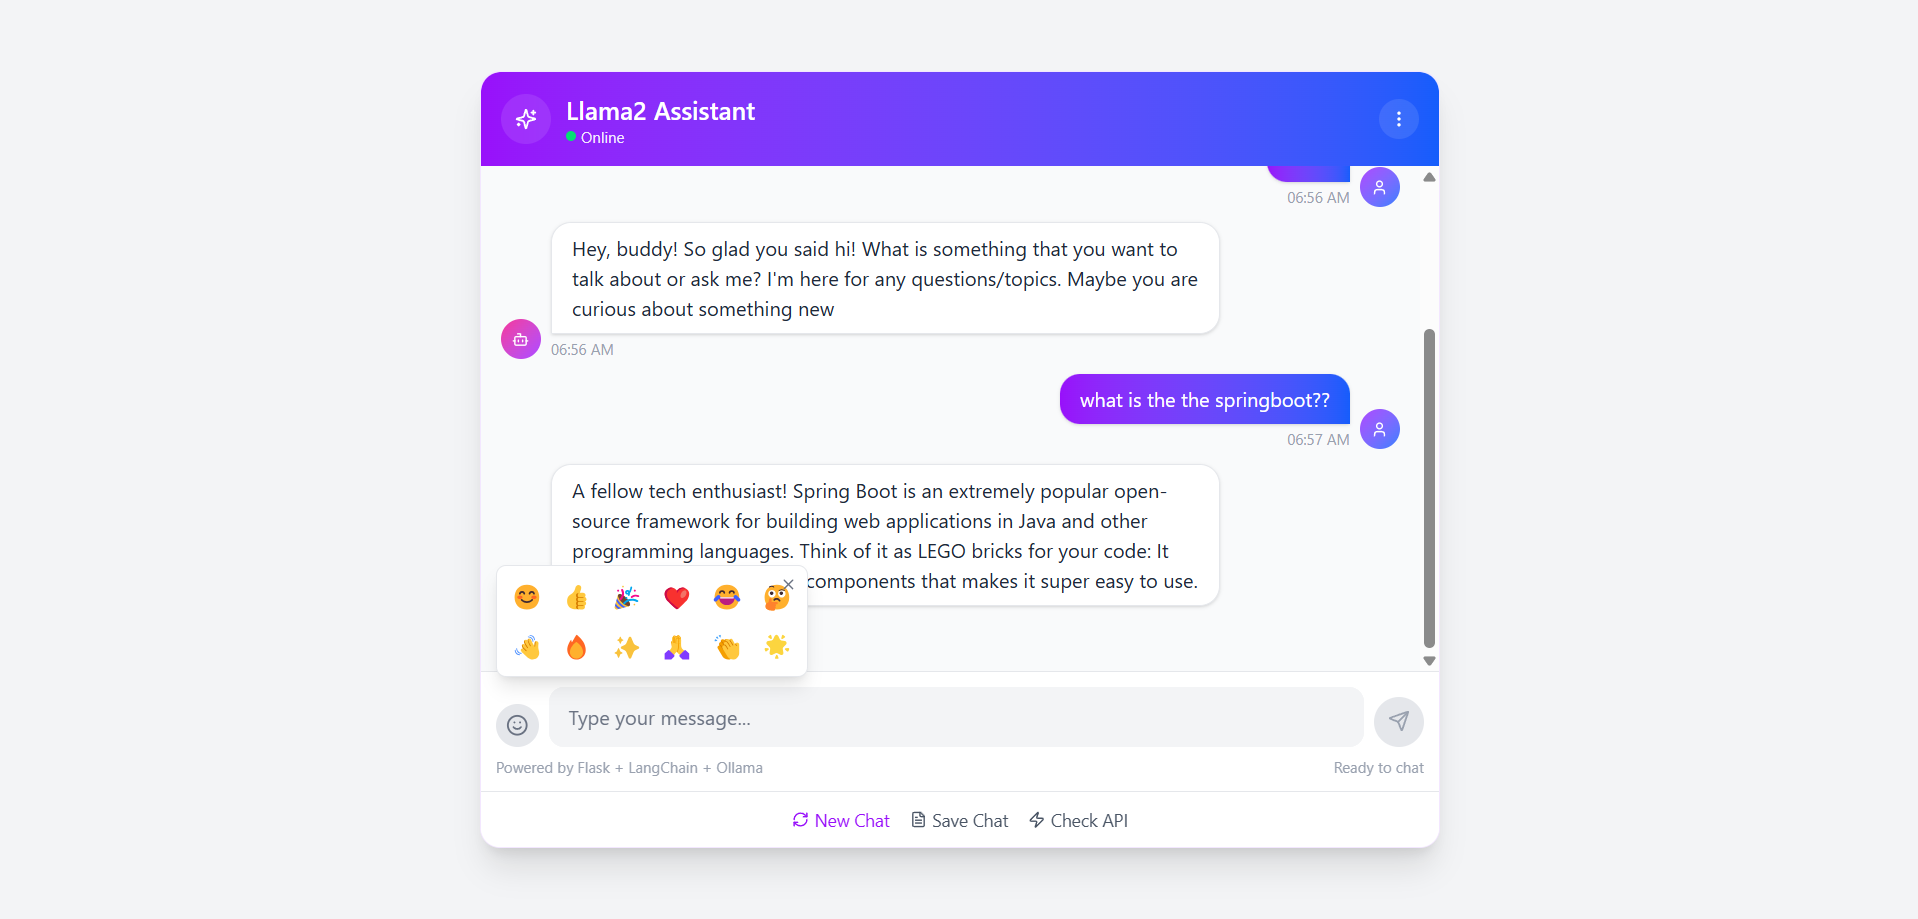 Llama2 Assistant
Online
06:56 AM
Hey, buddy! So glad you said hi! What is something that you want to
talk about or ask me? I'm here for any questions/topics. Maybe you are
curious about something new
06:56 AM
what is the the springboot??
06:57 AM
A fellow tech enthusiast! Spring Boot is an extremely popular open-
source framework for building web applications in Java and other
programming languages. Think of it as LEGO bricks for your code: It
components that makes it super easy to use.
Type your message...
Powered by Flask + LangChain + Ollama
Ready to chat
New Chat
Save Chat
Check API